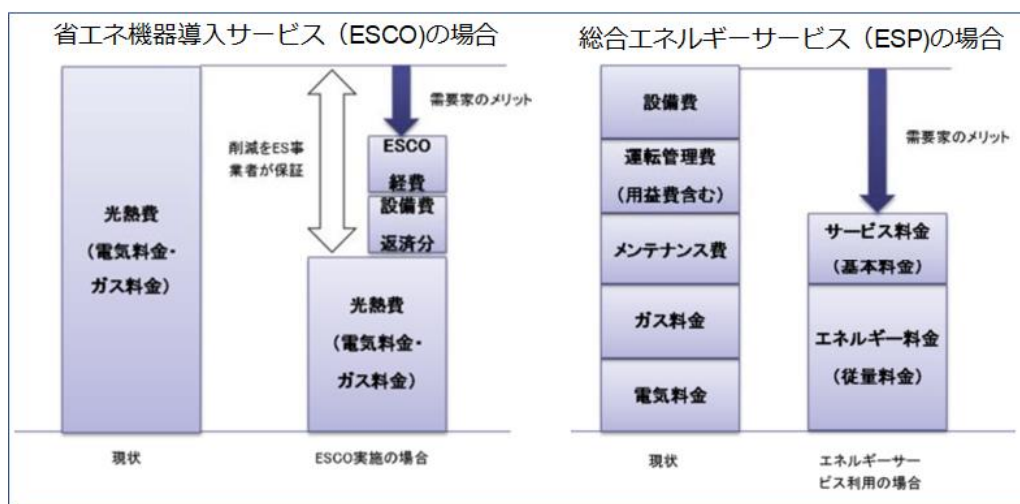 省エネ機器導入サービス（ESCO)の場合
光熱費
（電気料金・
ガス料金）
削減をES事
業者が保証
需要家のメリット
ESCO
経費
設備費
返済分
光熱費
（電気料金・
ガス料金）
現状
ESCO実施の場合
総合エネルギーサービス（ESP)の場合
設備費
運転管理費
（用益費含む）
メンテナンス費
ガス料金
電気料金
需要家のメリット
サービス料金
（基本料金）
エネルギー料金
（従量料金）
現状
エネルギーサー
ビス利用の場合